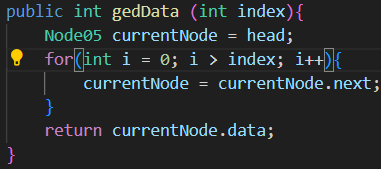 public int gedData (int index){
Node05 currentNode = head;
for(int i = 0; i > index; i++){
currentNode = currentNode.next;
}
return currentNode.data;
}